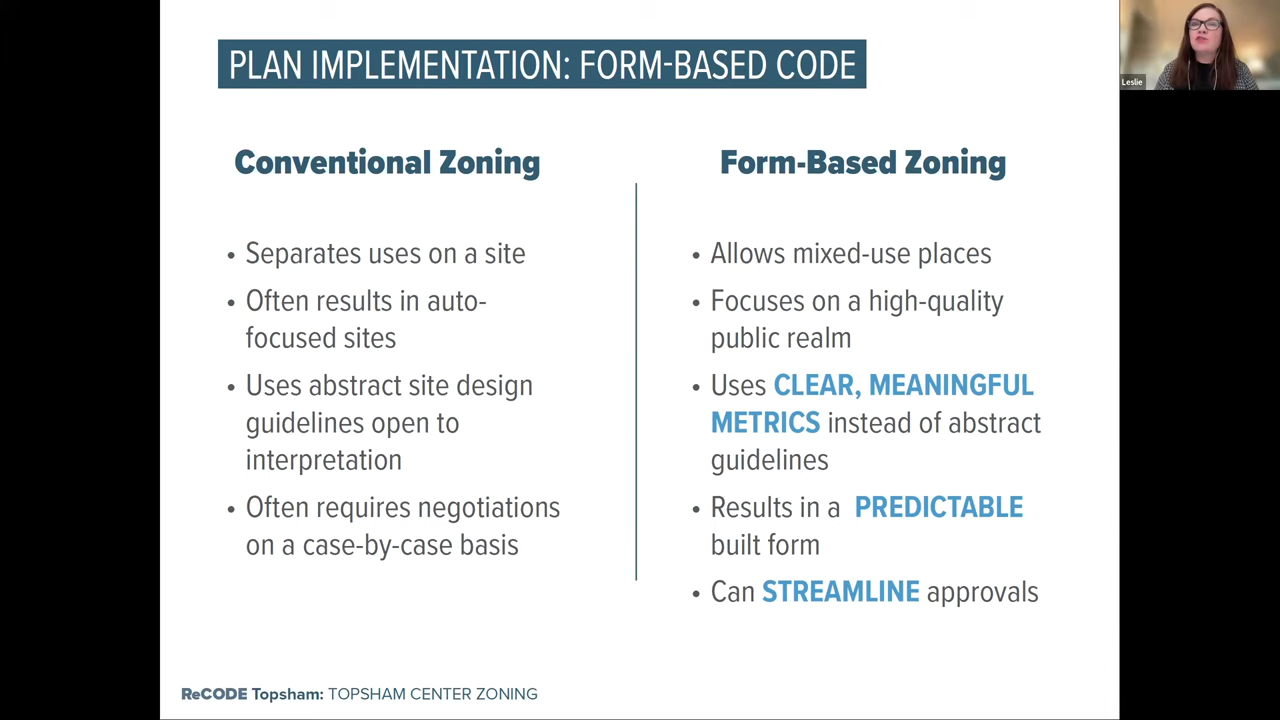 PLAN IMPLEMENTATION: FORM-BASED CODE
Conventional Zoning
• Separates uses on a site
• Often results in auto-
focused sites
• Uses abstract site design
guidelines open to
interpretation
• Often requires negotiations
on a case-by-case basis
Form-Based Zoning
• Allows mixed-use places
• Focuses on a high-quality
public realm
• Uses CLEAR, MEANINGFUL
METRICS instead of abstract
guidelines
• Results in a PREDICTABLE
built form
• Can STREAMLINE approvals
ReCODE Topsham: TOPSHAM CENTER ZONING
Leslie